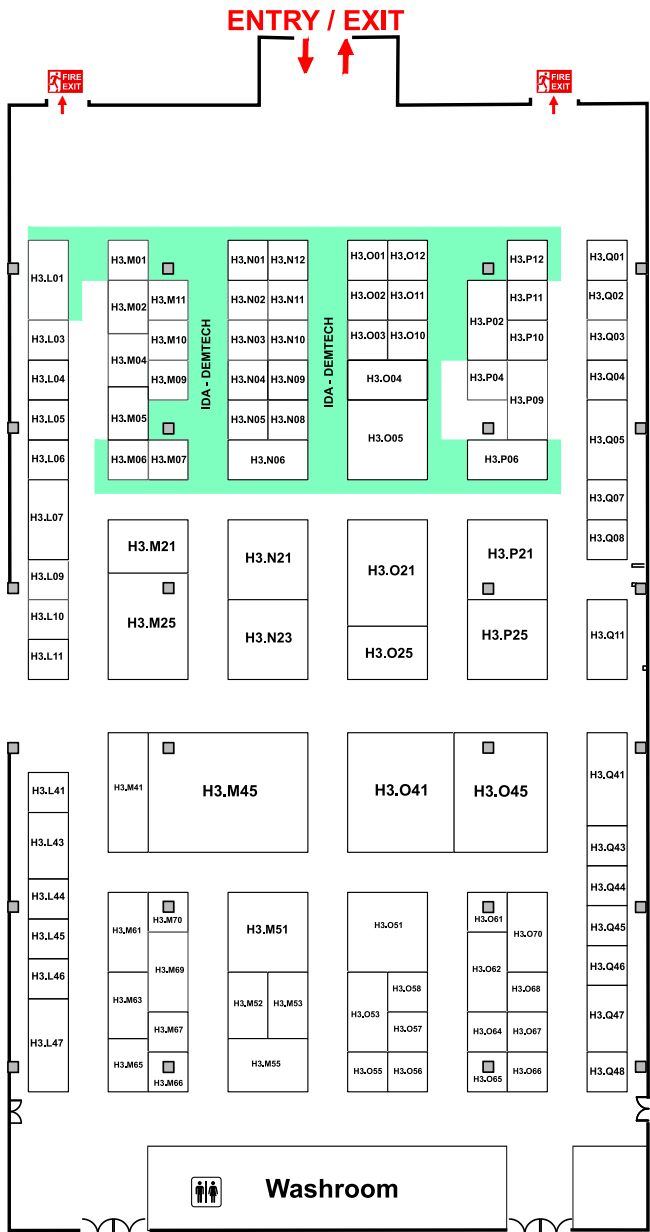 ENTRY / EXIT
FIRE
EXIT
FIRE
EXIT
H3.L01
H3.L03
H3.L04
H3.L05
H3.L06
H3.L07
H3.L09
H3.L10
H3.L11
H3.M01
H3.M02
H3.M11
H3.M10
H3.M04
H3.M09
H3.M05
H3.M06
H3.M07
IDA - DEMTECH
H3.N01
H3.N12
H3.N02
H3.N11
H3.N03
H3.N10
H3.N04
H3.N09
H3.N05
H3.N08
H3.N06
IDA - DEMTECH
H3.O01
H3.O12
H3.O02
H3.O11
H3.O03
H3.O10
H3.O04
H3.O05
H3.P12
H3.P11
H3.P02
H3.P10
H3.P04
H3.P09
H3.P06
H3.Q01
H3.Q02
H3.Q03
H3.Q04
H3.Q05
H3.Q07
H3.Q08
H3.Q11
H3.M21
H3.M25
H3.N21
H3.N23
H3.O21
H3.O25
H3.P21
H3.P25
H3.L41
H3.L43
H3.L44
H3.L45
H3.L46
H3.L47
H3.M41
H3.M45
H3.O41
H3.O45
H3.Q41
H3.Q43
H3.Q44
H3.Q45
H3.Q46
H3.Q47
H3.Q48
H3.M61
H3.M70
H3.M69
H3.M63
H3.M67
H3.M65
H3.M66
H3.M51
H3.M52
H3.M53
H3.M55
H3.O51
H3.O58
H3.O53
H3.O57
H3.O55
H3.O56
H3.O61
H3.O70
H3.O62
H3.O68
H3.O64
H3.O67
H3.O65
H3.O66
Washroom